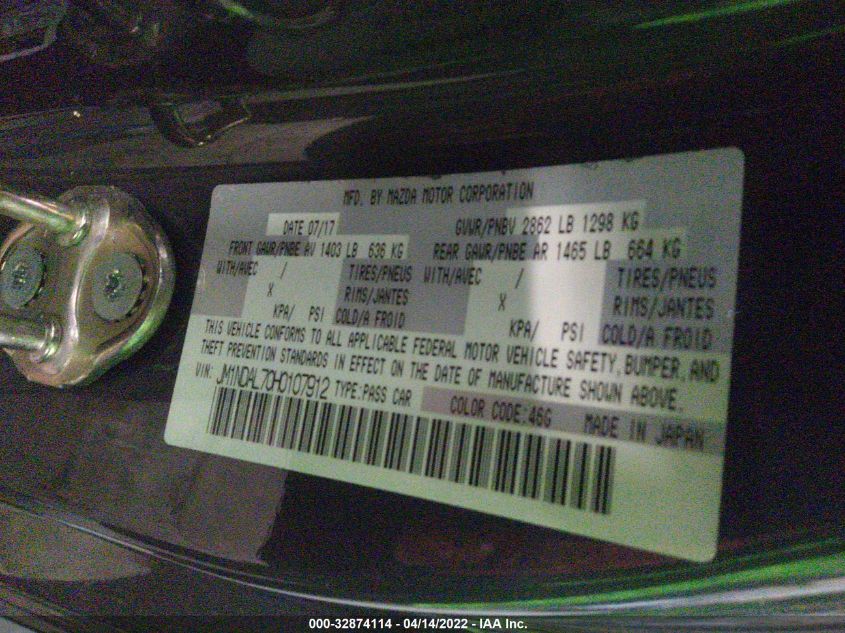 MFD. BY MAZDA MOTOR CORPORATION
DATE 07/17 GVWR/PNBV 2862 LB 1298 KG
FRONT GAWR/PNBE AV 1403 LB 636 KG REAR GAWR/PNBE AR 1465 LB 664 KG
WITH/AVEC / TIRES/PNEUS WITH/AVEC / TIRES/PNEUS
X RIMS/JANTES X RIMS/JANTES
KPA/ PSI COLD/A FROID KPA/ PSI COLD/A FROID
THIS VEHICLE CONFORMS TO ALL APPLICABLE FEDERAL MOTOR VEHICLE SAFETY, BUMPER, AND
THEFT PREVENTION STANDARDS IN EFFECT ON THE DATE OF MANUFACTURE SHOWN ABOVE.
VIN: JM1NDAL70H0107912 TYPE:PASS CAR COLOR CODE:46G MADE IN JAPAN
000-32874114 - 04/14/2022 - IAA Inc.